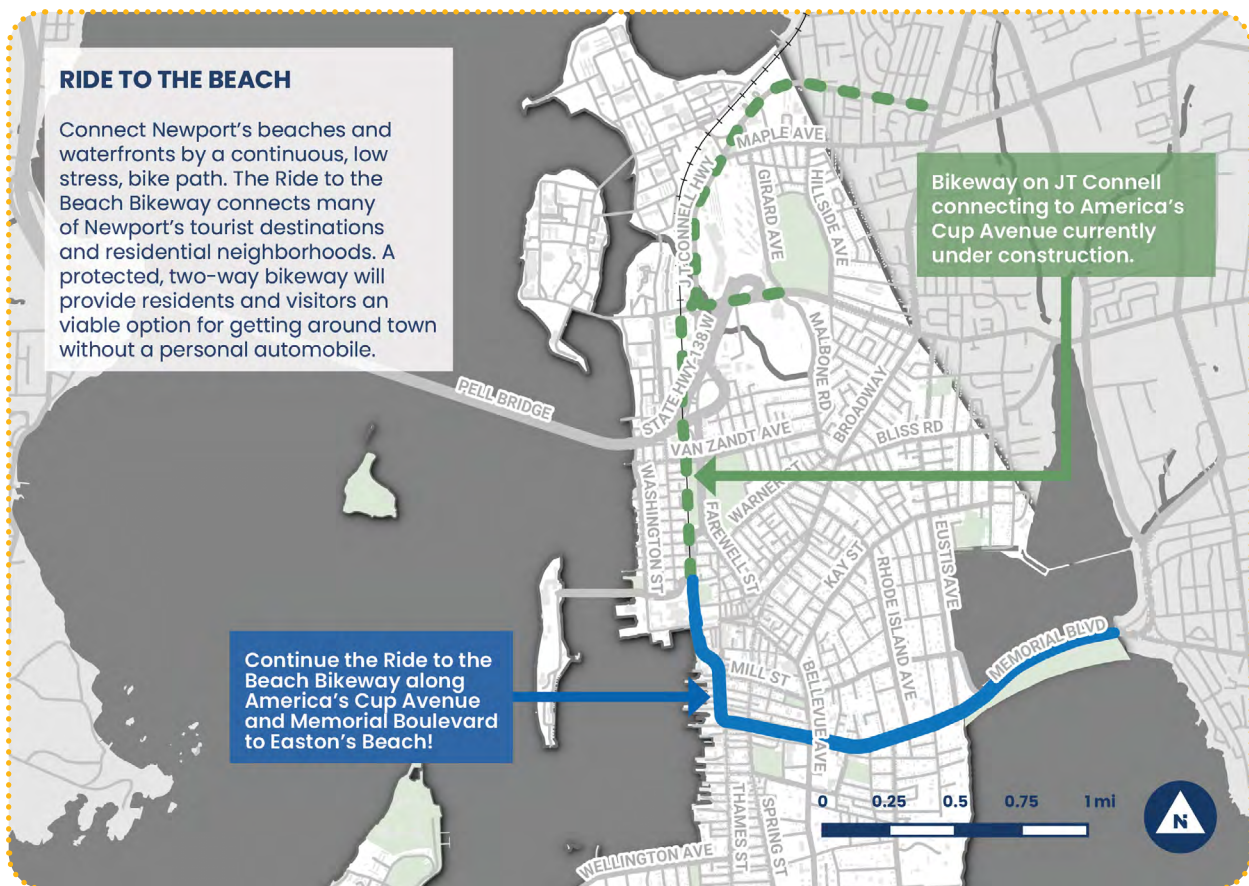 RIDE TO THE BEACH
Connect Newport's beaches and
waterfronts by a continuous, low
stress, bike path. The Ride to the
Beach Bikeway connects many
of Newport's tourist destinations
and residential neighborhoods. A
protected, two-way bikeway will
provide residents and visitors an
viable option for getting around town
without a personal automobile.
Bikeway on JT Connell
connecting to America's
Cup Avenue currently
under construction.
Continue the Ride to the
Beach Bikeway along
America's Cup Avenue
and Memorial Boulevard
to Easton's Beach!
MAPLE AVE
JT CONNELL HWY
GIRARD AVE
HILLSIDE AVE
STATE HWY 138 W
MALBONE RD
BROADWAY
PELL BRIDGE
VAN ZANDT AVE
BLISS RD
WASHINGTON ST
WARNER ST
FAREWELL ST
KAY ST
EUSTIS AVE
RHODE ISLAND AVE
MEMORIAL BLVD
MILL ST
BELLEVUE AVE
THAMES ST
SPRING ST
WELLINGTON AVE
0 0.25 0.5 0.75 1 mi
N